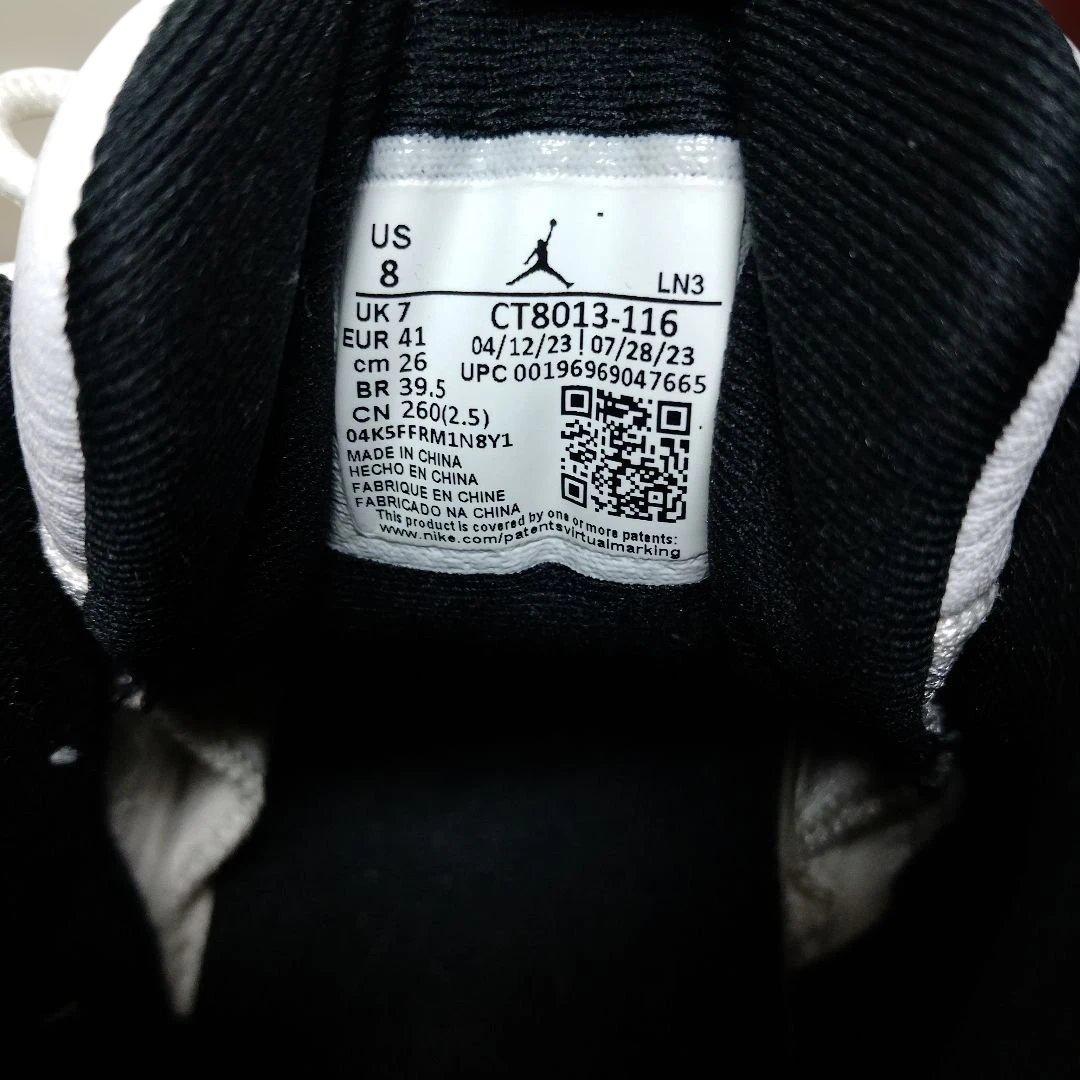 US
8
LN3
UK 7
EUR 41
cm 26
BR 39.5
CN 260(2.5)
04K5FFRM1N8Y1
CT8013-116
04/12/23 07/28/23
UPC 00196969047665
MADE IN CHINA
HECHO EN CHINA
FABRIQUE EN CHINE
FABRICADO NA CHINA
This product is covered by one or more patents:
www.nike.com/patentsvirtualmarking